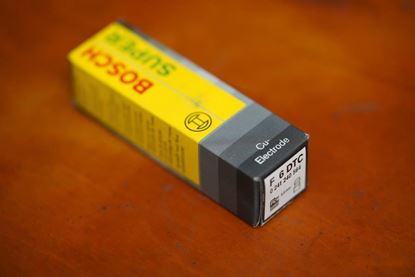 BOSCH
SUPER
Cu-
Electrode
F 6 DTC